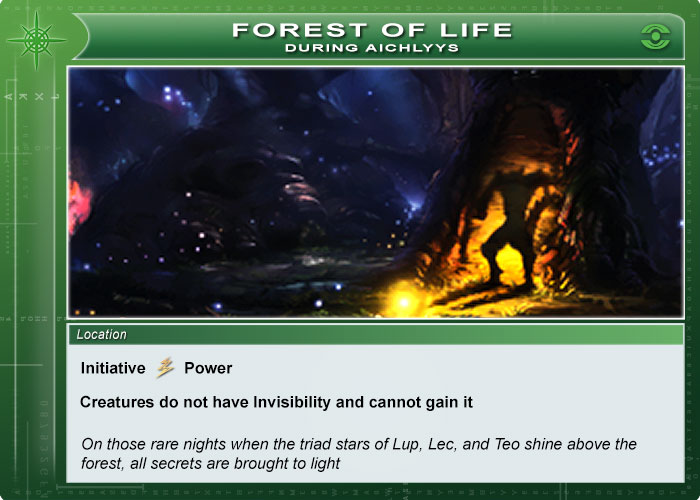 FOREST OF LIFE
DURING AICHLYYS
Location
Initiative Power
Creatures do not have Invisibility and cannot gain it
On those rare nights when the triad stars of Lup, Lec, and Teo shine above the
forest, all secrets are brought to light